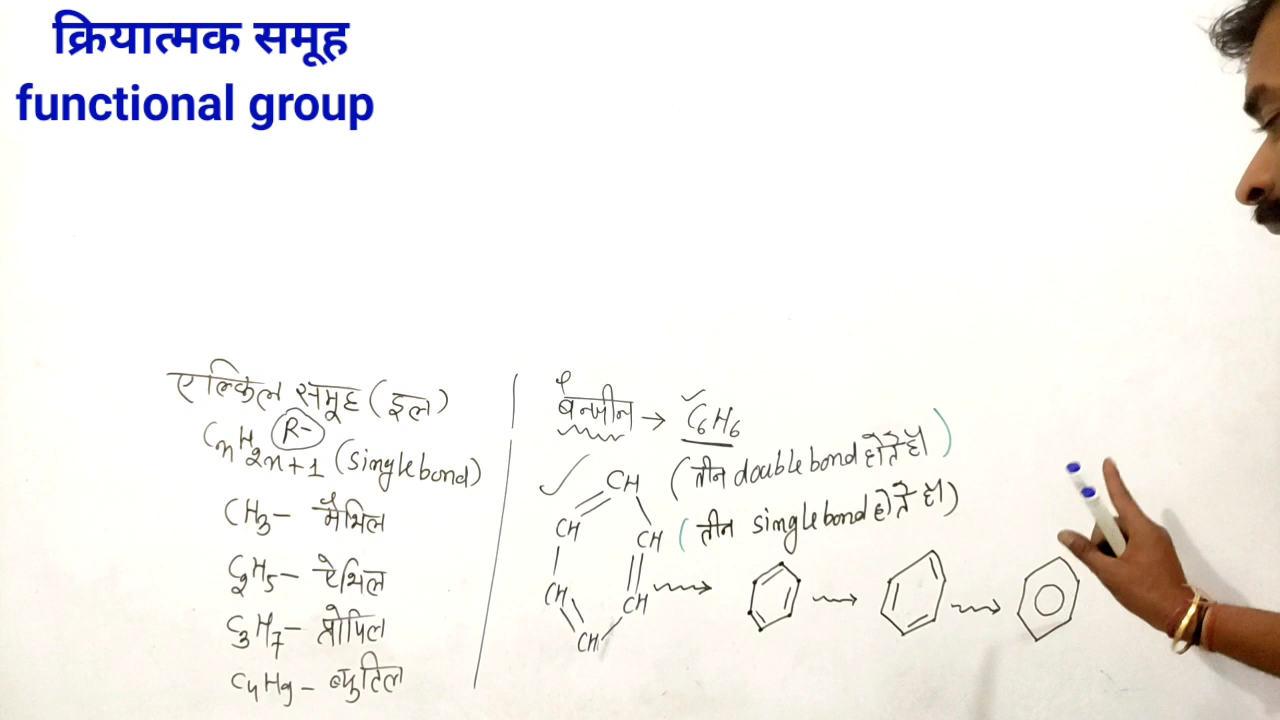 क्रियात्मक समूह
functional group
एल्किल समूह (इल)
R-
CnH2n+1 (single bond)
CH3- मैथिल
C2H5- ऐथिल
C3H7- प्रोपिल
C4H9- ब्युटिल
बेनजीन → C6H6
(तीन double bond होते है।)
(तीन single bond होते है।)
CH
CH CH
CH CH
CH